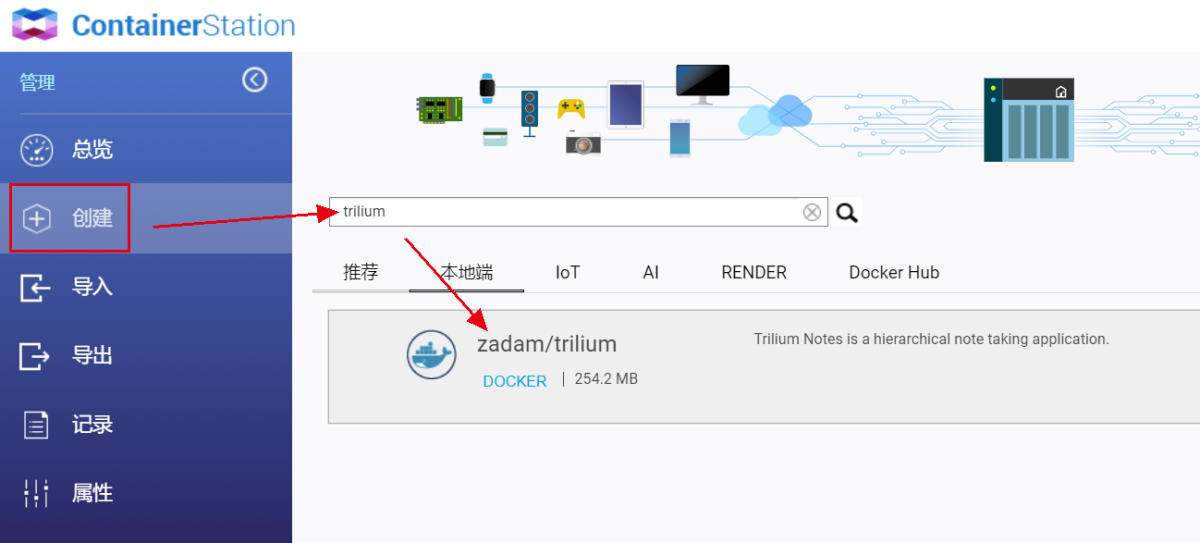 ContainerStation
管理
总览
创建
导入
导出
记录
属性
trilium
推荐 本地端 IoT AI RENDER Docker Hub
zadam/trilium
DOCKER | 254.2 MB
Trilium Notes is a hierarchical note taking application.